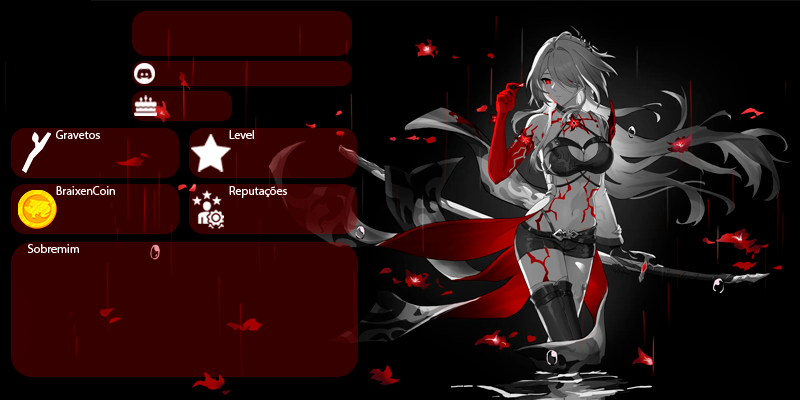 Gravetos
Level
BraixenCoin
Reputações
Sobremim